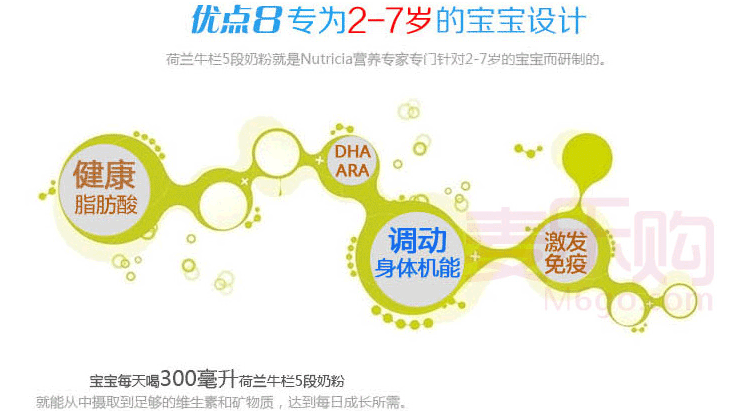 优点8 专为2-7岁的宝宝设计
荷兰牛栏5段奶粉就是Nutricia营养专家专门针对2-7岁的宝宝而研制的。
健康
脂肪酸
DHA
ARA
调动
身体机能
激发
免疫
麦乐购
M6go.com
宝宝每天喝300毫升荷兰牛栏5段奶粉
就能从中摄取到足够的维生素和矿物质，达到每日成长所需。